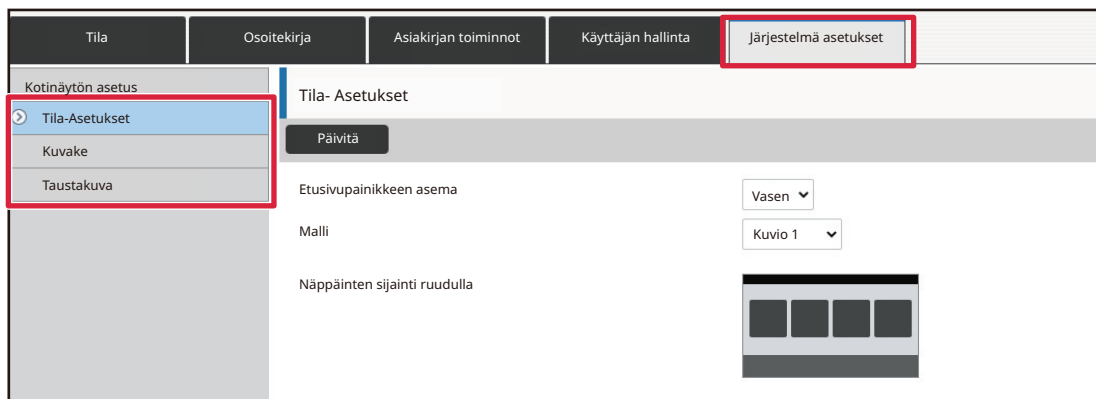 Tila
Osoitekirja
Asiakirjan toiminnot
Käyttäjän hallinta
Järjestelmä asetukset
Kotinäytön asetus
Tila-Asetukset
Kuvake
Taustakuva
Tila- Asetukset
Päivitä
Etusivupainikkeen asema
Vasen
Malli
Kuvio 1
Näppäinten sijainti ruudulla